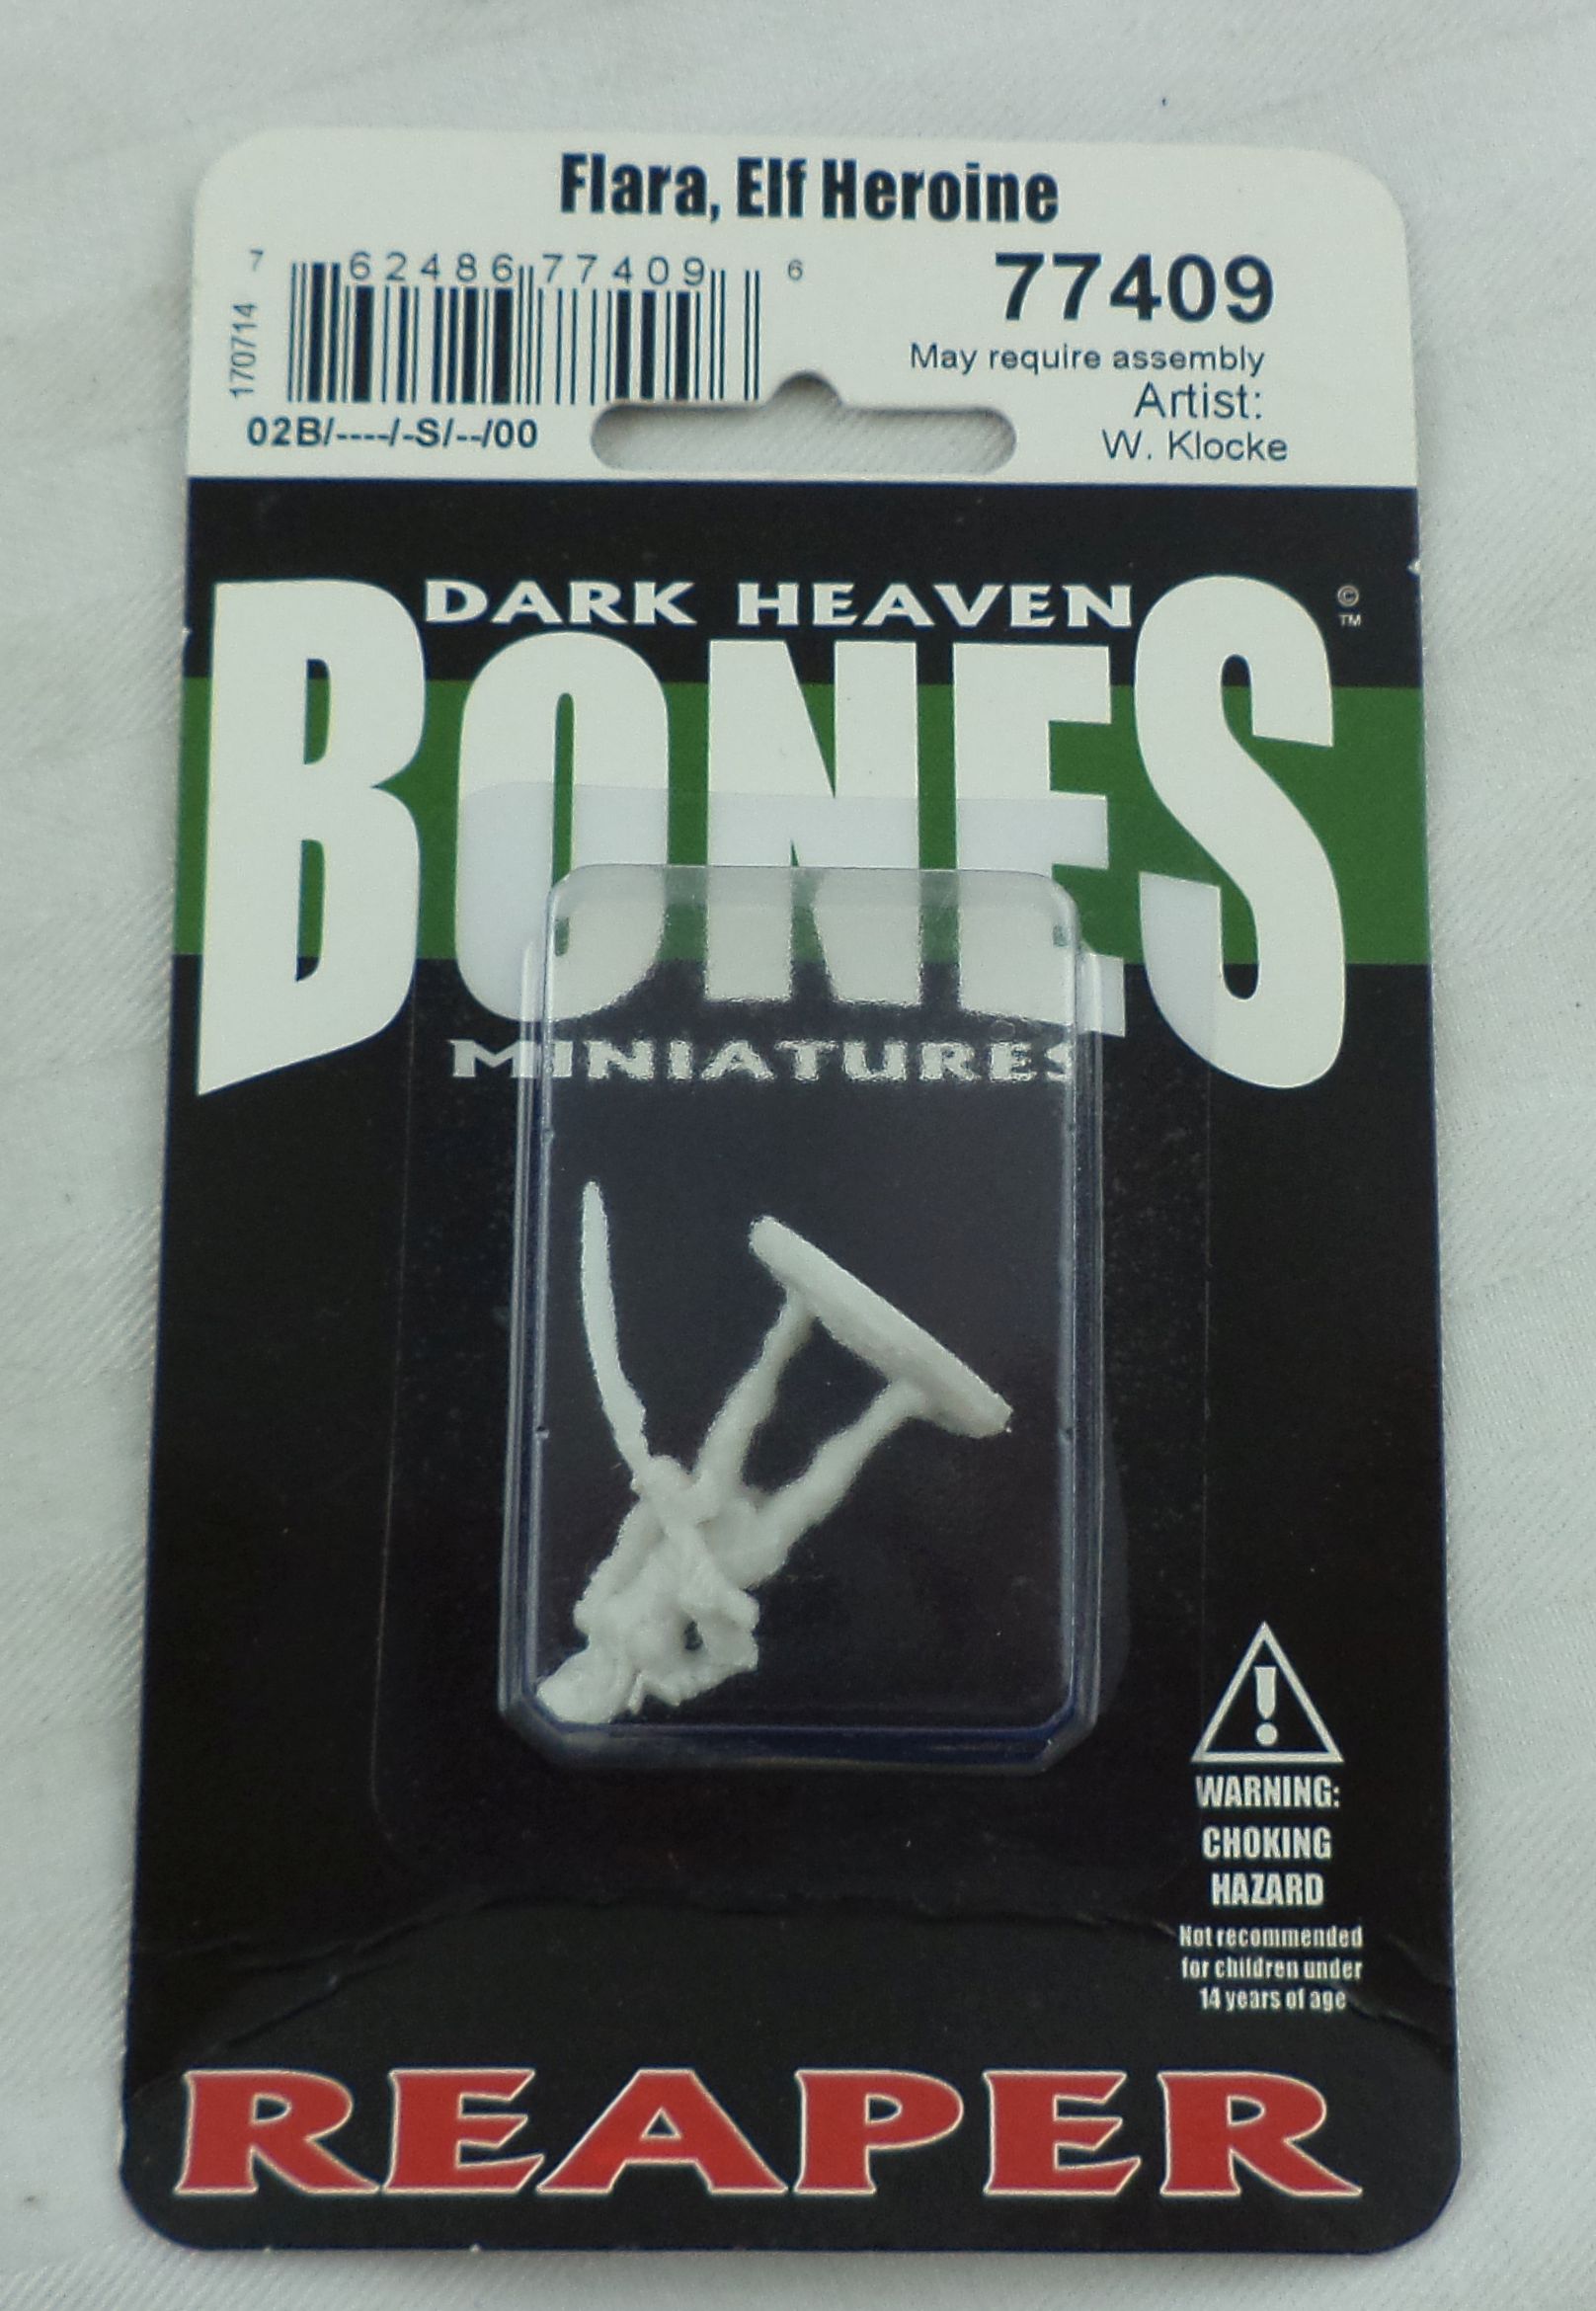 Flara, Elf Heroine
7 62486 77409 6
77409
170714
May require assembly
Artist:
W. Klocke
02B/----/-S/--/00
DARK HEAVEN
BONES
©
TM
MINIATURES
WARNING:
CHOKING
HAZARD
Not recommended
for children under
14 years of age
REAPER